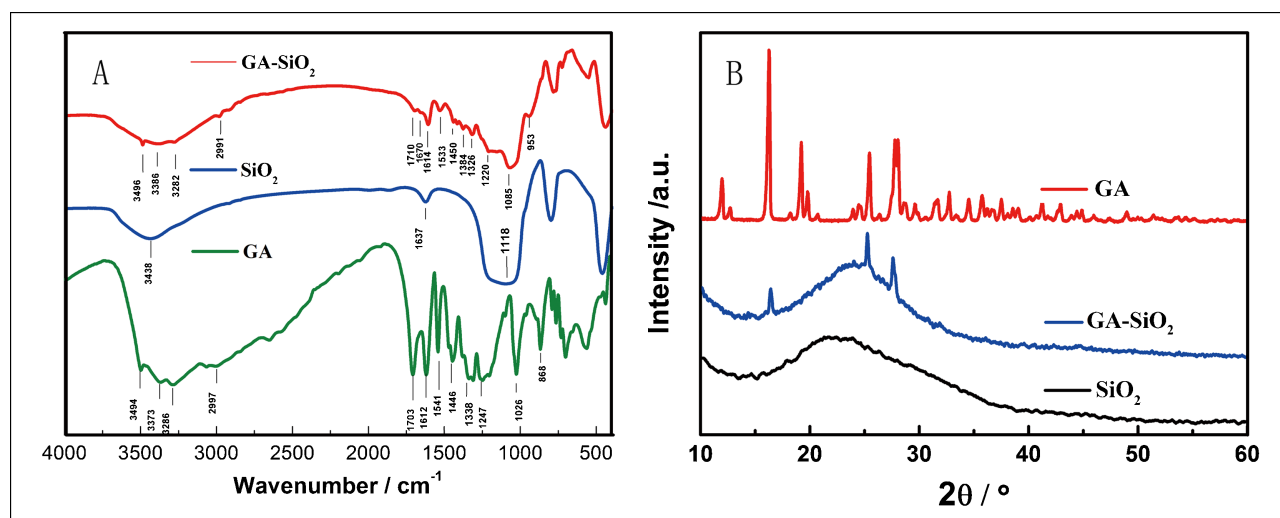 A
GA-SiO₂
3496
3386
3282
2991
1710
1670
1614
1533
1450
1384
1326
1220
1085
953
SiO₂
3438
1637
1118
GA
3494
3373
3286
2997
1703
1612
1541
1446
1338
1247
1026
868
4000 3500 3000 2500 2000 1500 1000 500
Wavenumber / cm⁻¹
B
GA
GA-SiO₂
SiO₂
Intensity /a.u.
10 20 30 40 50 60
2θ / °